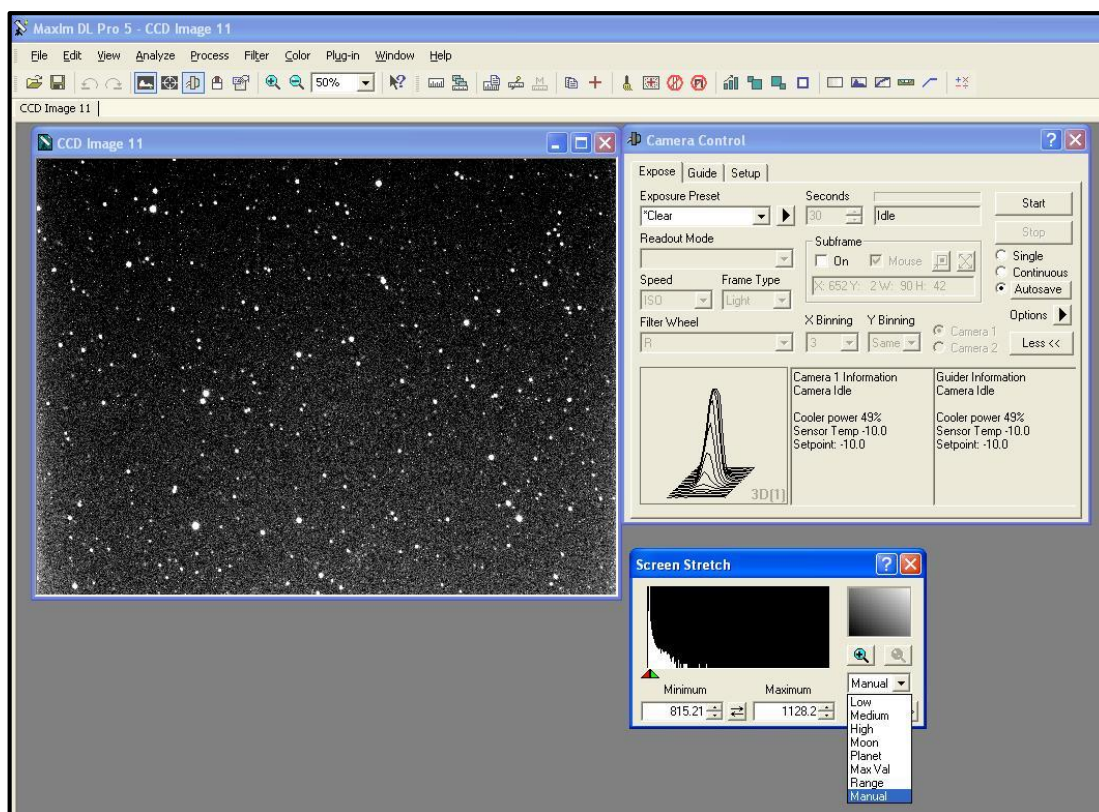 MaxIm DL Pro 5 - CCD Image 11
File Edit View Analyze Process Filter Color Plug-in Window Help
50%
CCD Image 11
CCD Image 11
Camera Control
Expose Guide Setup
Exposure Preset
*Clear
Seconds
30
Idle
Start
Stop
Readout Mode
Subframe
On
Mouse
X: 652 Y: 2 W: 90 H: 42
Single
Continuous
Autosave
Speed
ISO
Frame Type
Light
Options
Filter Wheel
R
X Binning
3
Y Binning
Same
Camera 1
Camera 2
Less <<
3D[1]
Camera 1 Information
Camera Idle
Cooler power 49%
Sensor Temp -10.0
Setpoint: -10.0
Guider Information
Camera Idle
Cooler power 49%
Sensor Temp -10.0
Setpoint: -10.0
Screen Stretch
Minimum
815.21
Maximum
1128.2
Manual
Low
Medium
High
Moon
Planet
Max Val
Range
Manual